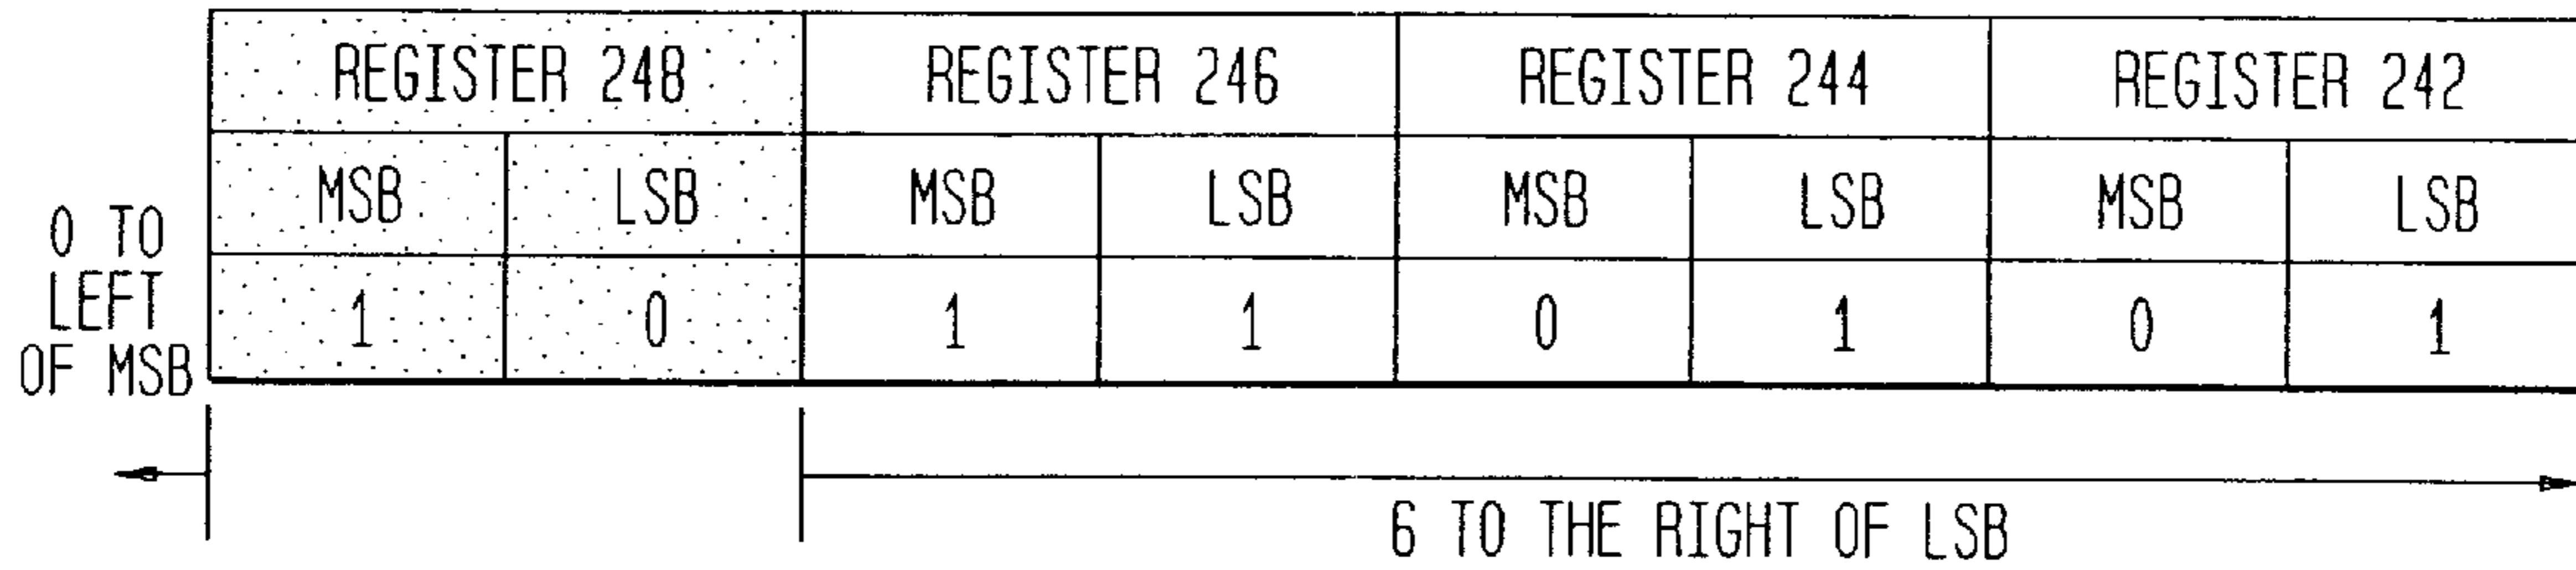 REGISTER 248 REGISTER 246 REGISTER 244 REGISTER 242
MSB LSB MSB LSB MSB LSB MSB LSB
1 0 1 1 0 1 0 1
0 TO
LEFT
OF MSB
6 TO THE RIGHT OF LSB